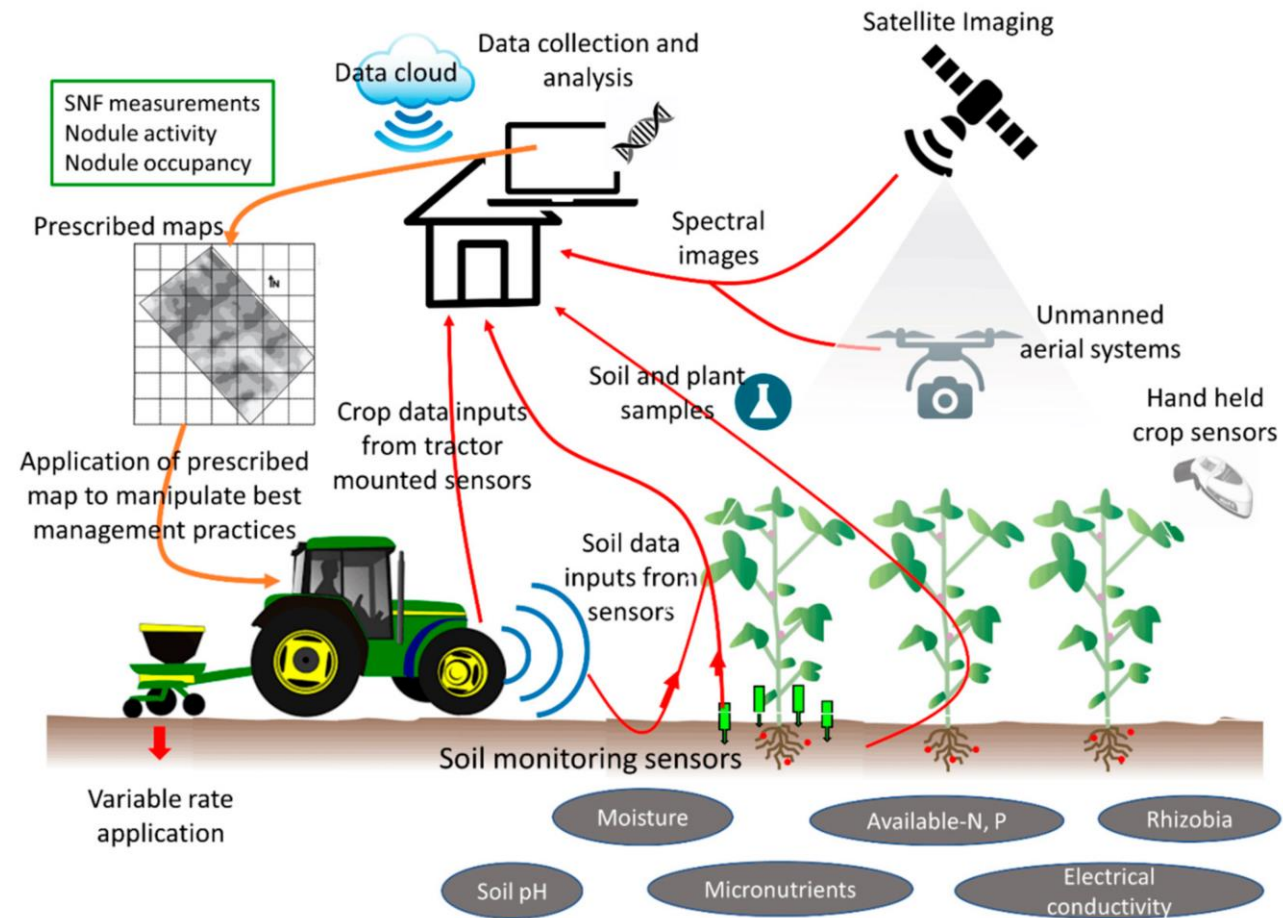 Satellite Imaging
Data collection and
analysis
Data cloud
SNF measurements
Nodule activity
Nodule occupancy
Prescribed maps
N
Spectral
images
Unmanned
aerial systems
Soil and plant
samples
Hand held
crop sensors
Crop data inputs
from tractor
mounted sensors
Application of prescribed
map to manipulate best
management practices
Soil data
inputs from
sensors
Soil monitoring sensors
Variable rate
application
Moisture
Available-N, P
Rhizobia
Soil pH
Micronutrients
Electrical
conductivity